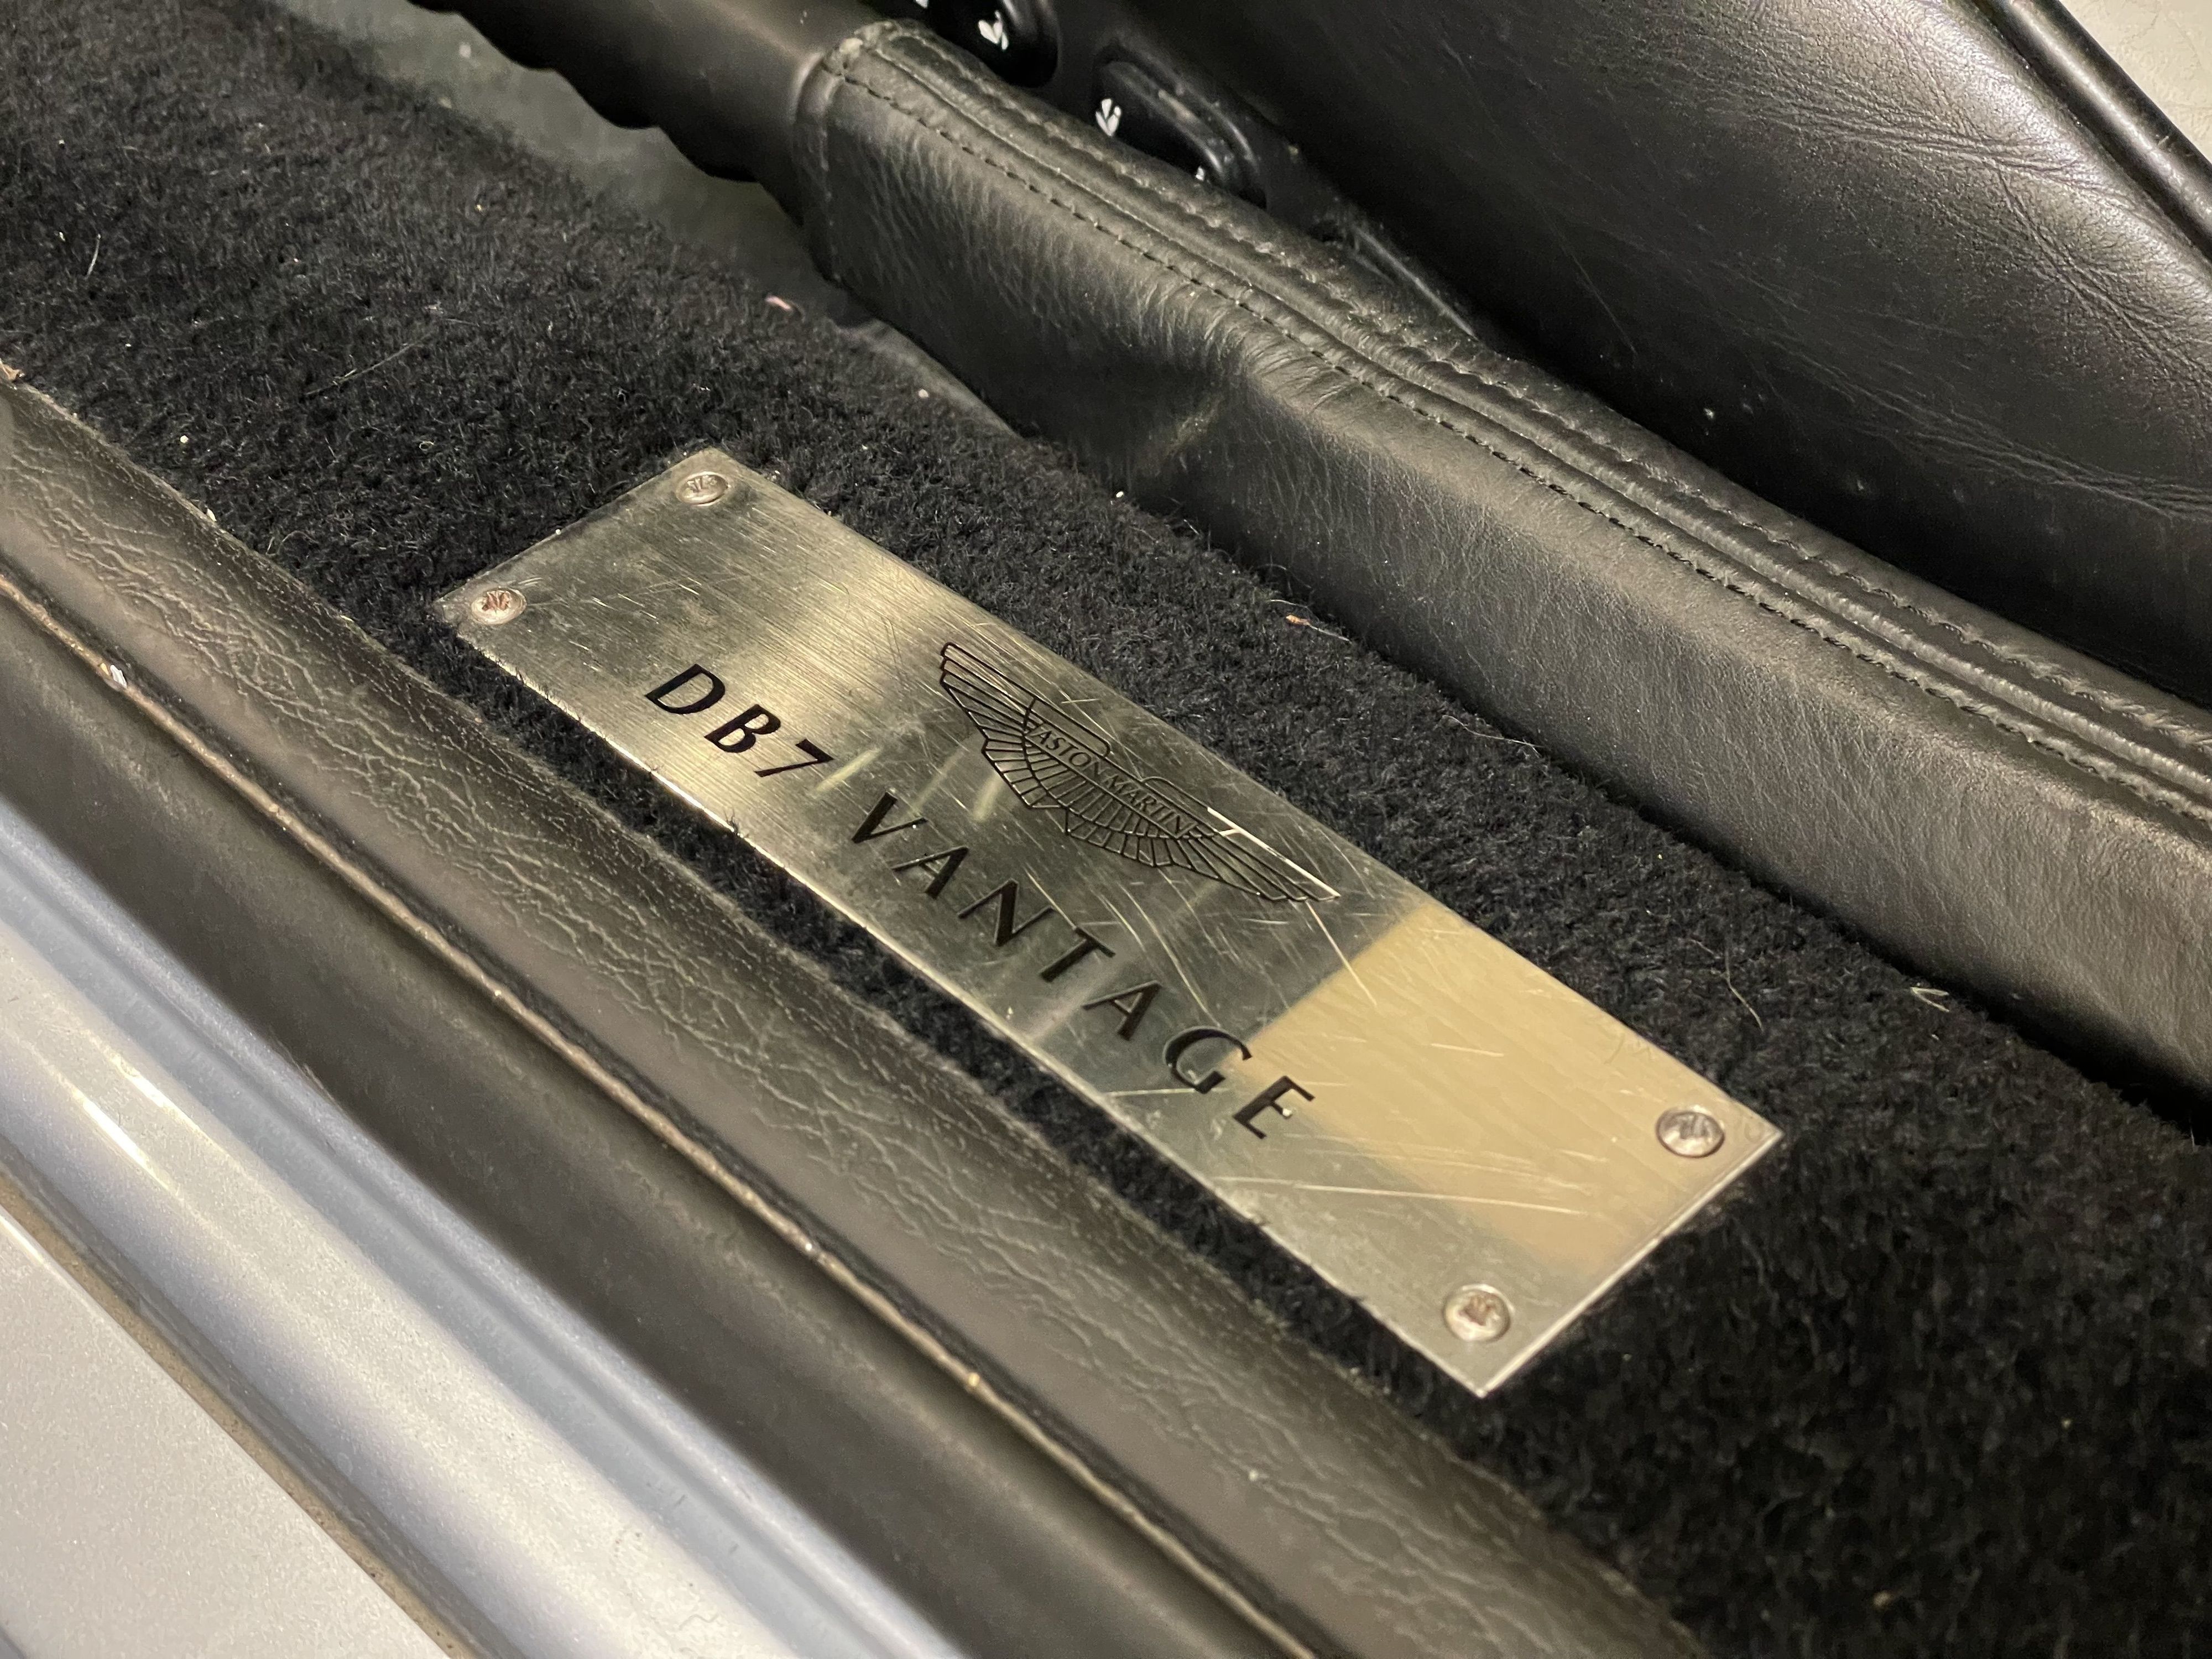 ASTON MARTIN
DB7 VANTAGE